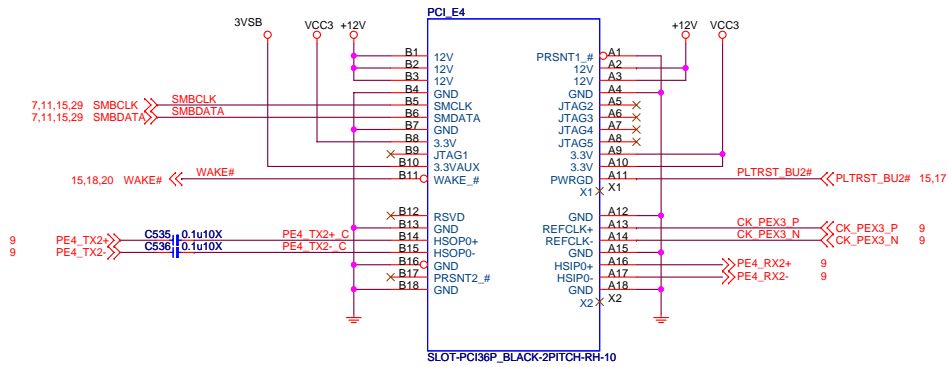 PCI_E4
3VSB VCC3 +12V +12V VCC3
B1 12V PRSNT1_# A1
B2 12V 12V A2
B3 12V 12V A3
B4 GND GND A4
7,11,15,29 SMBCLK SMBCLK B5 SMCLK JTAG2 A5
7,11,15,29 SMBDATA SMBDATA B6 SMDATA JTAG3 A6
B7 GND JTAG4 A7
B8 3.3V JTAG5 A8
B9 JTAG1 3.3V A9
B10 3.3VAUX 3.3V A10
15,18,20 WAKE# WAKE# B11 WAKE_# PWRGD A11 PLTRST_BU2# PLTRST_BU2# 15,17
X1 X1
B12 RSVD GND A12
B13 GND REFCLK+ A13 CK_PEX3_P CK_PEX3_P 9
9 PE4_TX2+ C535 0.1u10X PE4_TX2+_C B14 HSOP0+ REFCLK- A14 CK_PEX3_N CK_PEX3_N 9
9 PE4_TX2- C536 0.1u10X PE4_TX2-_C B15 HSOP0- GND A15
B16 GND HSIP0+ A16 PE4_RX2+ 9
B17 PRSNT2_# HSIP0- A17 PE4_RX2- 9
B18 GND GND A18
X2 X2
SLOT-PCI36P_BLACK-2PITCH-RH-10